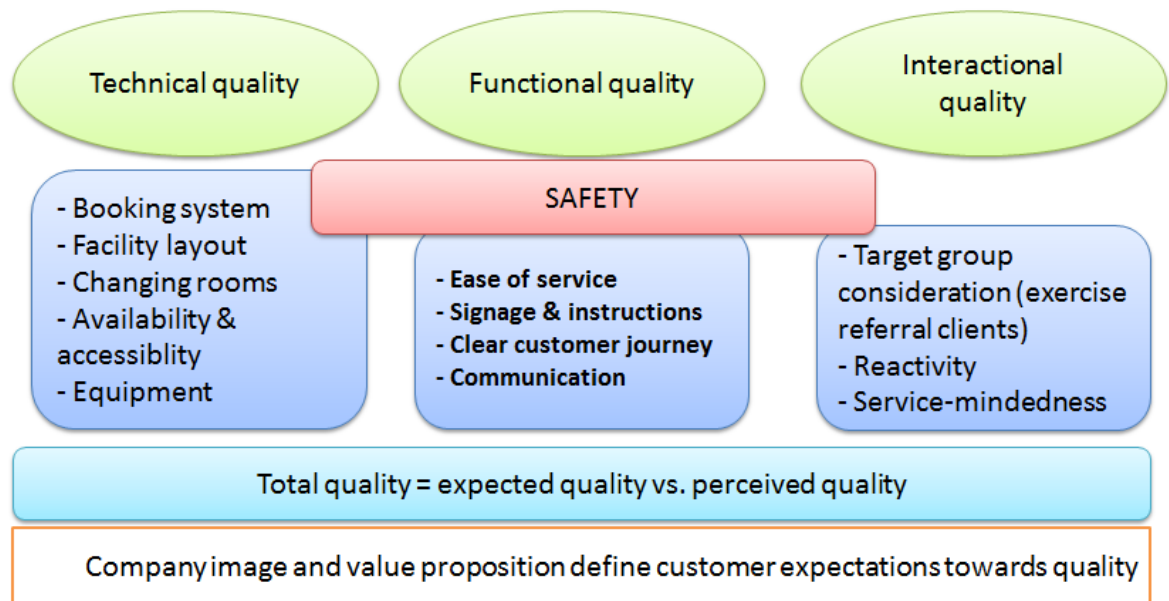 Technical quality
Functional quality
Interactional
quality
SAFETY
- Booking system
- Facility layout
- Changing rooms
- Availability &
accessiblity
- Equipment
- Ease of service
- Signage & instructions
- Clear customer journey
- Communication
- Target group
consideration (exercise
referral clients)
- Reactivity
- Service-mindedness
Total quality = expected quality vs. perceived quality
Company image and value proposition define customer expectations towards quality